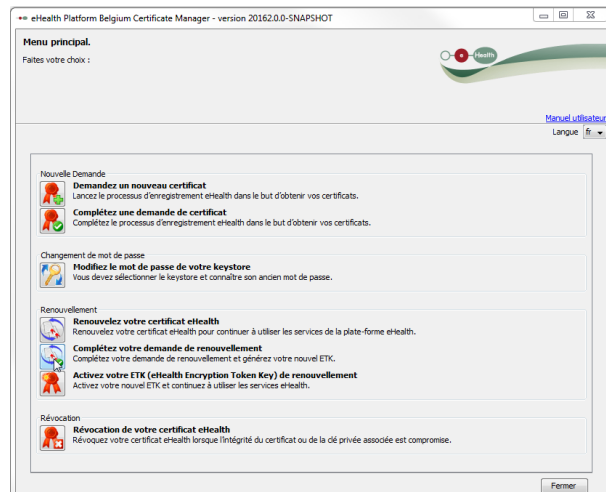 eHealth Platform Belgium Certificate Manager - version 20162.0.0-SNAPSHOT
Menu principal.
Faites votre choix :
e Health
Manuel utilisateur
Langue fr
Nouvelle Demande
Demandez un nouveau certificat
Lancez le processus d'enregistrement eHealth dans le but d'obtenir vos certificats.
Complétez une demande de certificat
Complétez le processus d'enregistrement eHealth dans le but d'obtenir vos certificats.
Changement de mot de passe
Modifiez le mot de passe de votre keystore
Vous devez sélectionner le keystore et connaître son ancien mot de passe.
Renouvellement
Renouvelez votre certificat eHealth
Renouvelez votre certificat eHealth pour continuer à utiliser les services de la plate-forme eHealth.
Complétez votre demande de renouvellement
Complétez votre demande de renouvellement et générez votre nouvel ETK.
Activez votre ETK (eHealth Encryption Token Key) de renouvellement
Activez votre nouvel ETK et continuez à utiliser les services eHealth.
Révocation
Révocation de votre certificat eHealth
Révoquez votre certificat eHealth lorsque l'intégrité du certificat ou de la clé privée associée est compromise.
Fermer